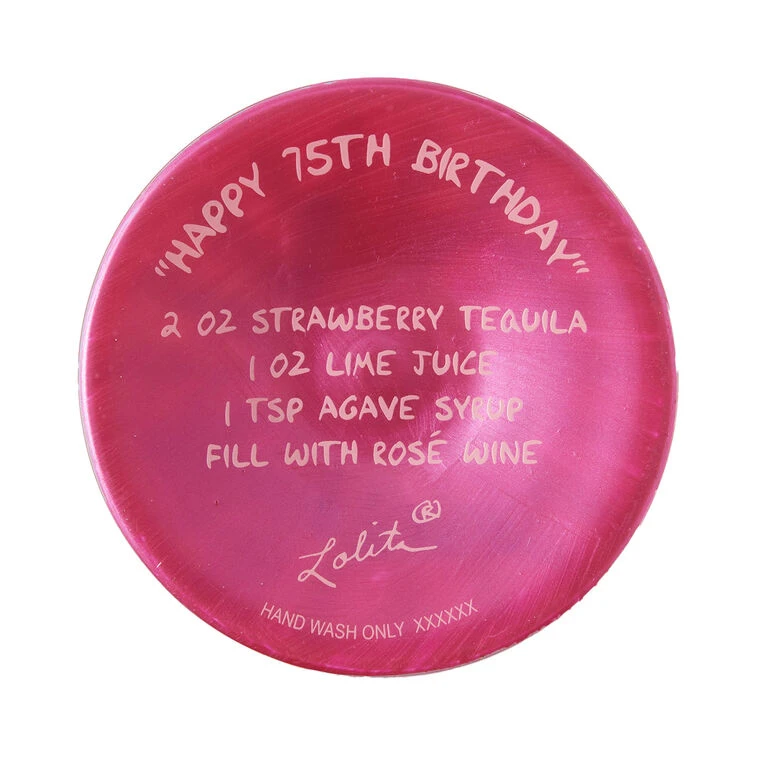 "HAPPY 75TH BIRTHDAY"
2 OZ STRAWBERRY TEQUILA
1 OZ LIME JUICE
1 TSP AGAVE SYRUP
FILL WITH ROSÉ WINE
Lolita®
HAND WASH ONLY XXXXXX